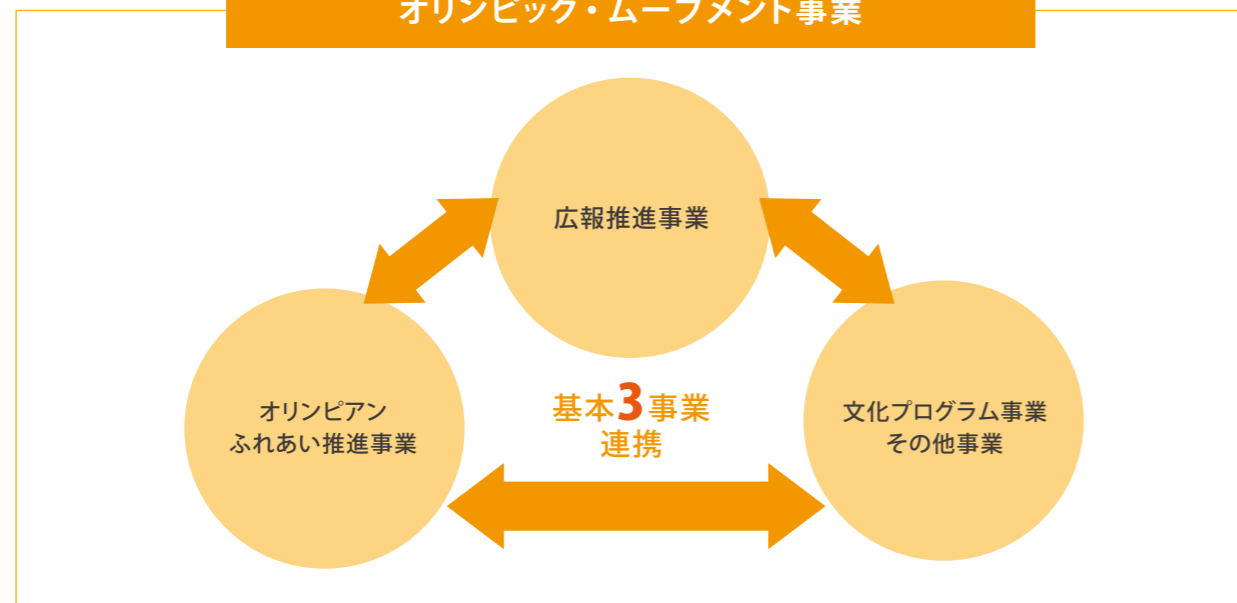 オリンピック・ムーブメント事業
広報推進事業
オリンピアン
ふれあい推進事業
基本3事業
連携
文化プログラム事業
その他事業